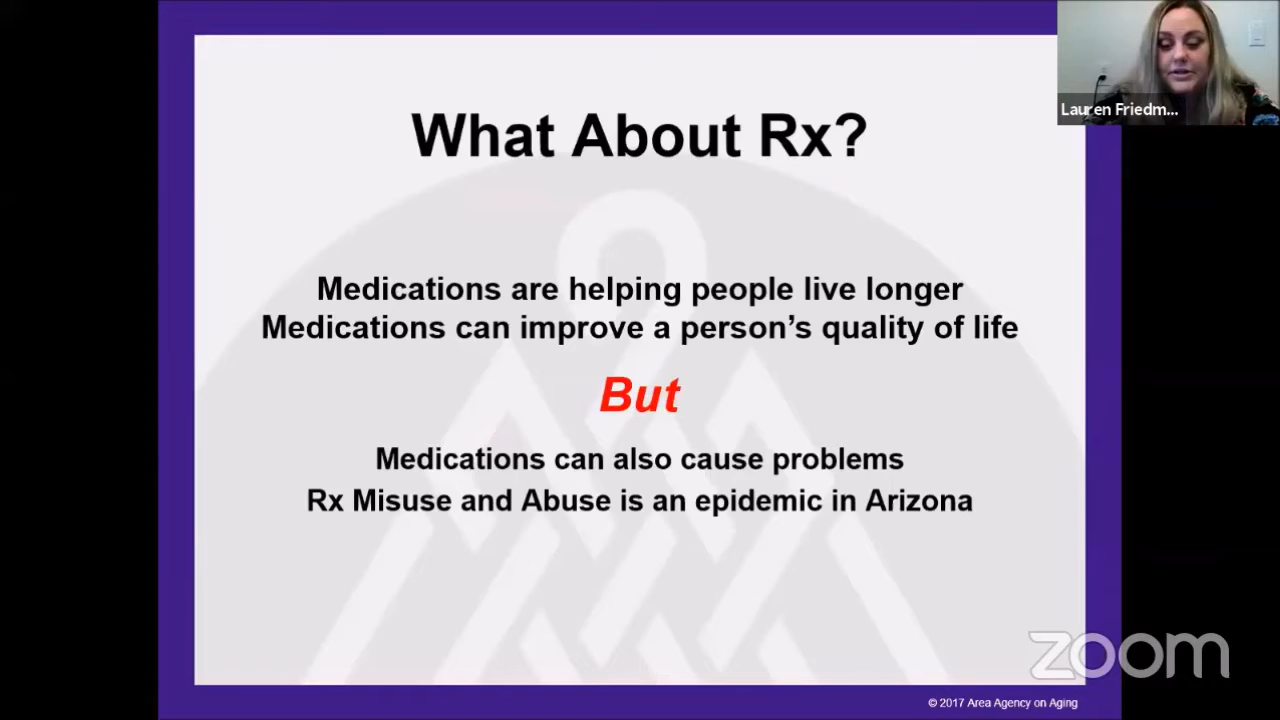 Lauren Friedm...
What About Rx?
Medications are helping people live longer
Medications can improve a person's quality of life
But
Medications can also cause problems
Rx Misuse and Abuse is an epidemic in Arizona
zoom
© 2017 Area Agency on Aging